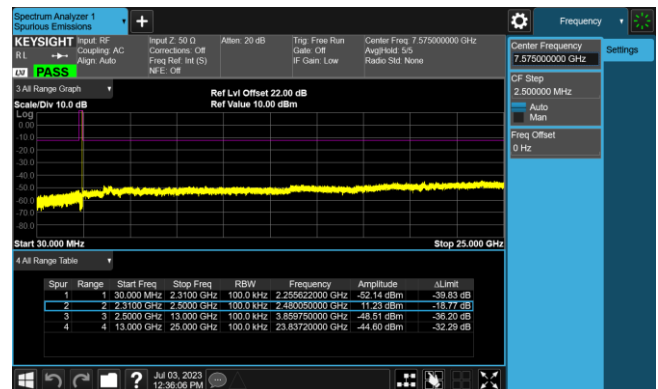 Spectrum Analyzer 1
Spurious Emissions
Frequency
KEYSIGHT Input: RF
R L
Coupling: AC
Align: Auto
LXI PASS
Input Z: 50 Ω
Corrections: Off
Freq Ref: Int (S)
NFE: Off
Atten: 20 dB
Trig: Free Run
Gate: Off
IF Gain: Low
Center Freq: 7.575000000 GHz
Avg|Hold: 5/5
Radio Std: None
Center Frequency
7.575000000 GHz
Settings
CF Step
2.500000 MHz
Auto
Man
Freq Offset
0 Hz
3 All Range Graph
Scale/Div 10.0 dB
Ref Lvl Offset 22.00 dB
Ref Value 10.00 dBm
Log
0.00
-10.0
-20.0
-30.0
-40.0
-50.0
-60.0
-70.0
-80.0
Start 30.000 MHz
Stop 25.000 GHz
4 All Range Table
Spur Range Start Freq Stop Freq RBW Frequency Amplitude ΔLimit
1 1 30.000 MHz 2.3100 GHz 100.0 kHz 2.255622000 GHz -52.14 dBm -39.83 dB
2 2 2.3100 GHz 2.5000 GHz 100.0 kHz 2.480050000 GHz 11.23 dBm -18.77 dB
3 3 2.5000 GHz 13.000 GHz 100.0 kHz 3.859750000 GHz -48.51 dBm -36.20 dB
4 4 13.000 GHz 25.000 GHz 100.0 kHz 23.83720000 GHz -44.60 dBm -32.29 dB
Jul 03, 2023
12:36:06 PM